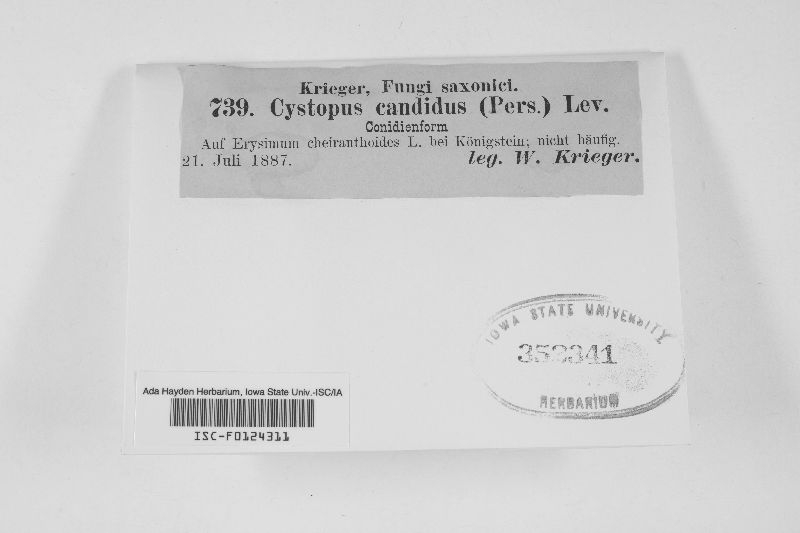 Krieger, Fungi saxonici.
739. Cystopus candidus (Pers.) Lev.
Conidienform
Auf Erysimum cheiranthoides L. bei Königstein; nicht häufig.
21. Juli 1887. leg. W. Krieger.
IOWA STATE UNIVERSITY
352341
HERBARIUM
Ada Hayden Herbarium, Iowa State Univ.-ISC/IA
ISC-F0124311